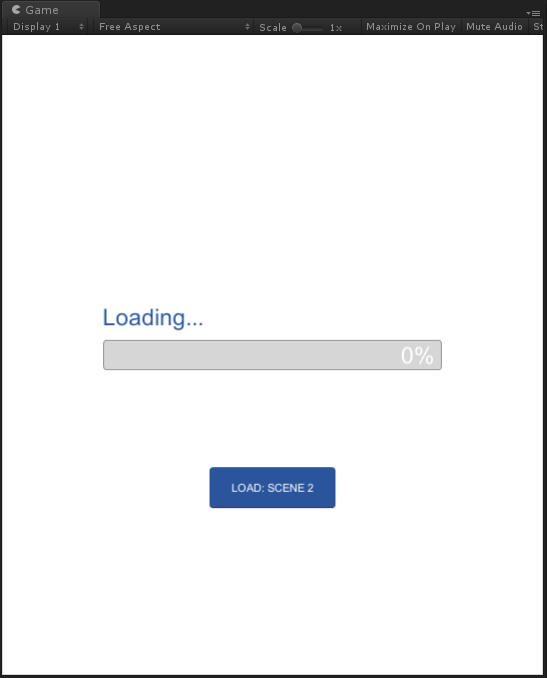 Game
Display 1 Free Aspect Scale 1x Maximize On Play Mute Audio St
Loading...
0%
LOAD: SCENE 2